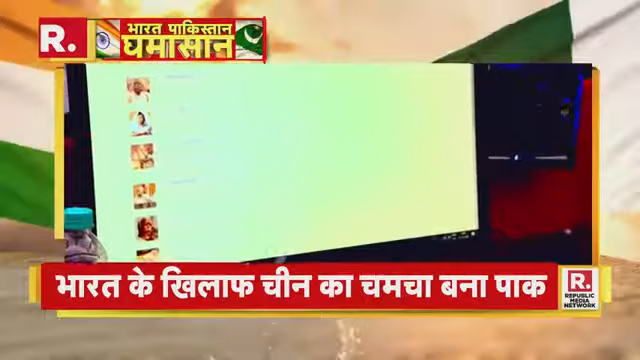 R.
भारत पाकिस्तान
घमासान
भारत के खिलाफ चीन का चमचा बना पाक
R.
REPUBLIC
MEDIA
NETWORK